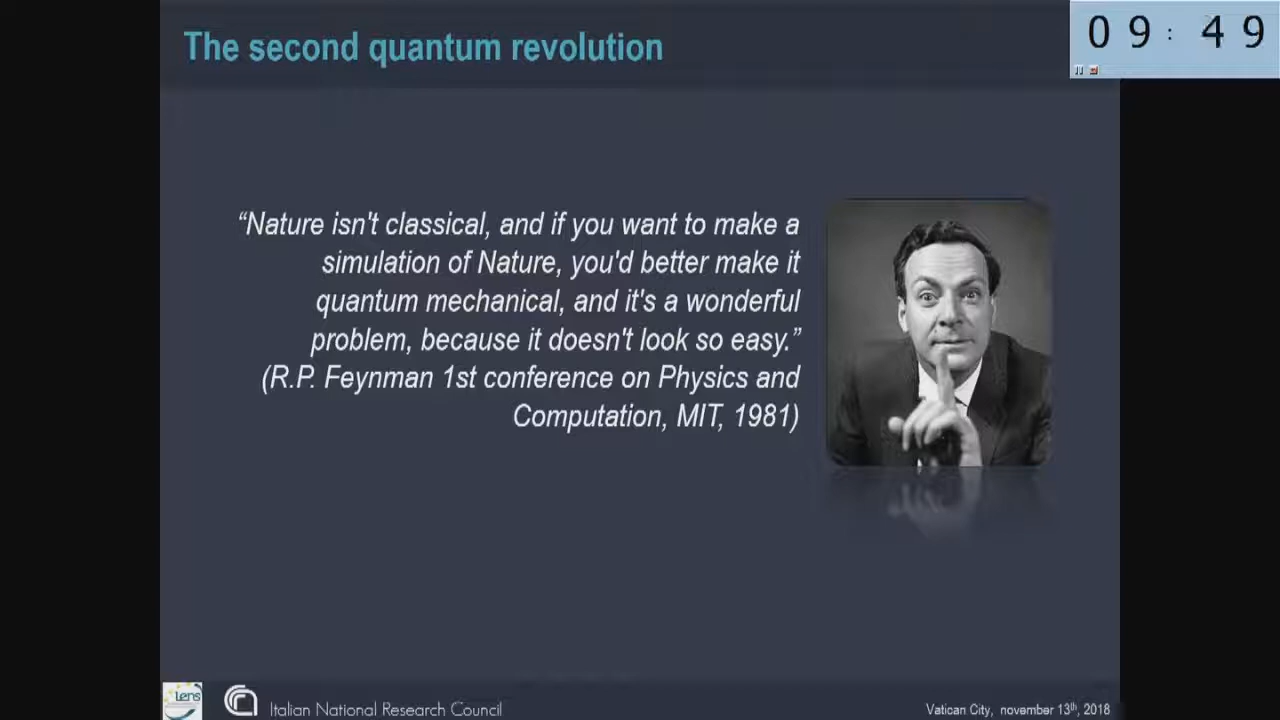 The second quantum revolution
09:49
“Nature isn't classical, and if you want to make a
simulation of Nature, you'd better make it
quantum mechanical, and it's a wonderful
problem, because it doesn't look so easy.”
(R.P. Feynman 1st conference on Physics and
Computation, MIT, 1981)
Lens
Italian National Research Council
Vatican City, november 13th, 2018